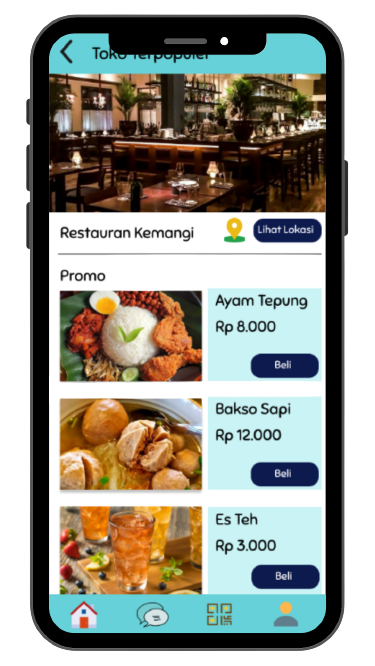 Toko Terpopuler
Restauran Kemangi
Lihat Lokasi
Promo
Ayam Tepung
Rp 8.000
Beli
Bakso Sapi
Rp 12.000
Beli
Es Teh
Rp 3.000
Beli